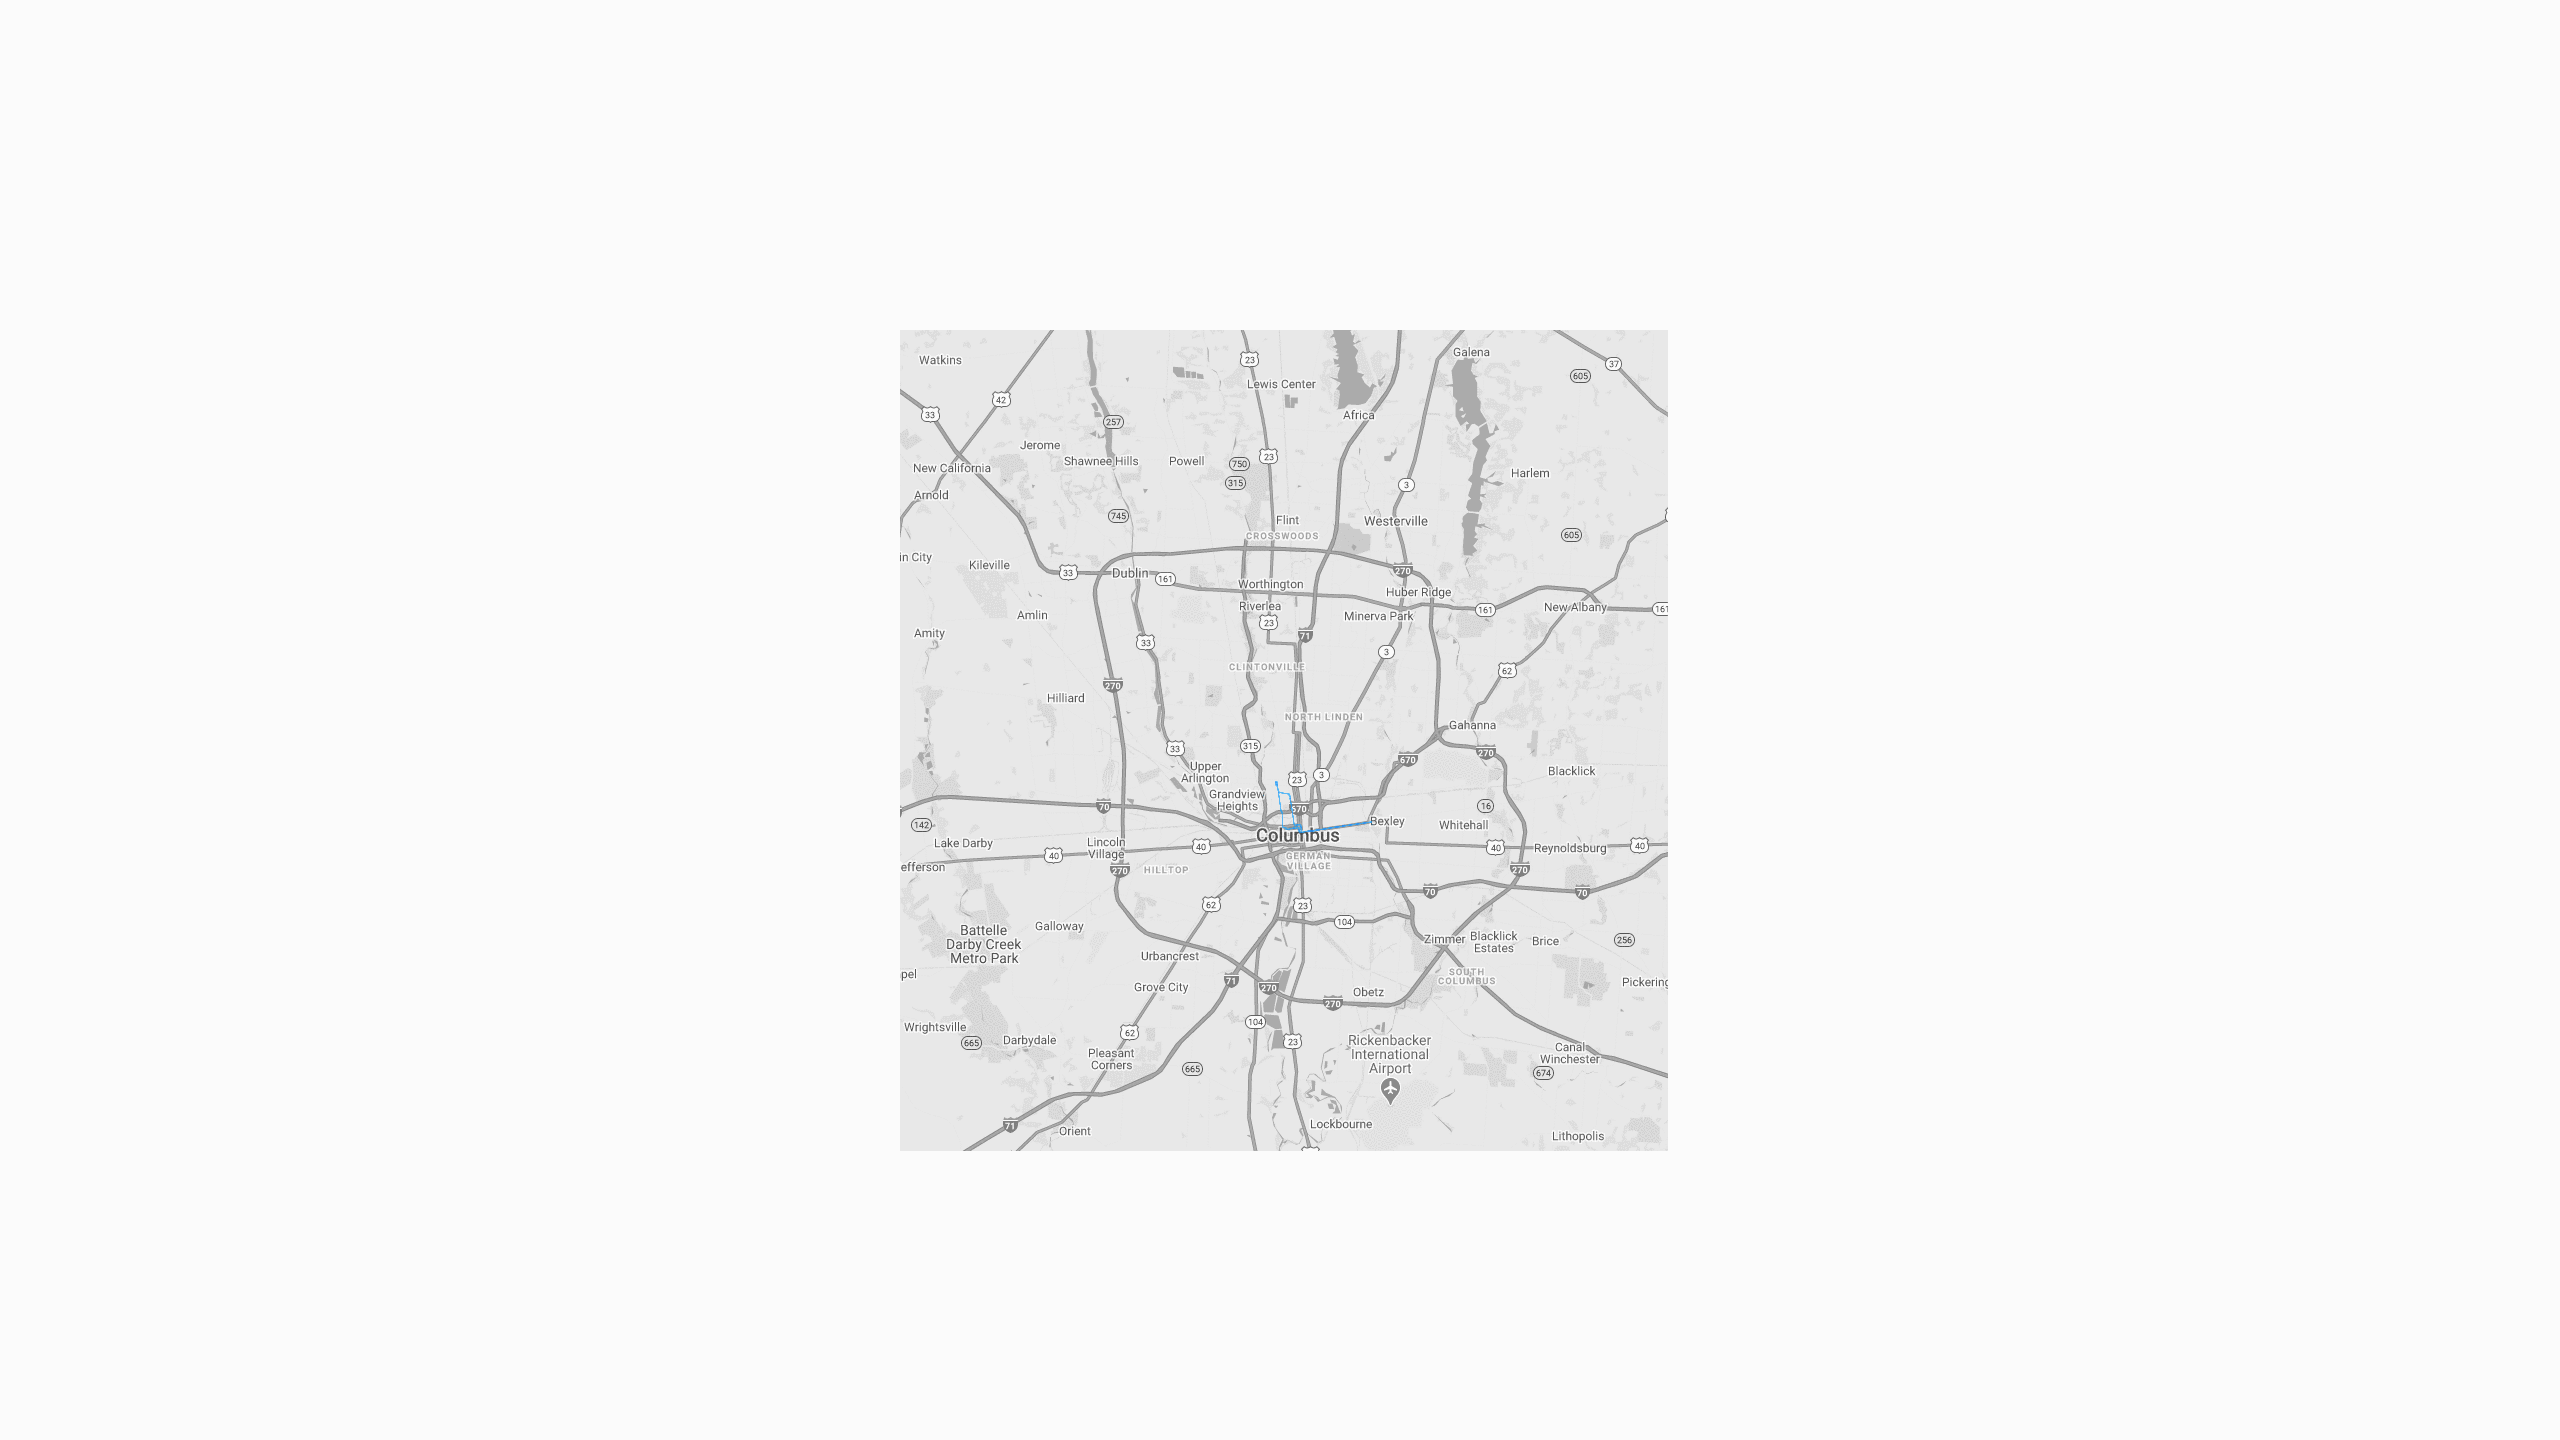 Watkins
23
Galena
37
605
Lewis Center
42
33
Africa
257
Jerome
23
Shawnee Hills
Powell
750
New California
Harlem
315
3
Arnold
745
Flint
Westerville
CROSSWOODS
605
in City
Kileville
33
Dublin
161
270
Worthington
Huber Ridge
Riverlea
161
New Albany
161
Amlin
Minerva Park
23
Amity
71
33
3
CLINTONVILLE
62
270
Hilliard
NORTH LINDEN
Gahanna
315
33
270
670
Upper
Arlington
23
3
Blacklick
Grandview
Heights
70
670
16
142
Bexley
Whitehall
Columbus
Lake Darby
Lincoln
Village
40
40
40
Reynoldsburg
40
GERMAN
VILLAGE
efferson
270
HILLTOP
270
70
70
62
23
104
Galloway
Battelle
Darby Creek
Metro Park
Zimmer
Blacklick
Estates
Brice
256
Urbancrest
pel
SOUTH
COLUMBUS
71
Grove City
270
Obetz
Pickering
270
104
Wrightsville
62
665
Darbydale
23
Rickenbacker
International
Airport
Canal
Winchester
Pleasant
Corners
665
674
71
Orient
Lockbourne
Lithopolis